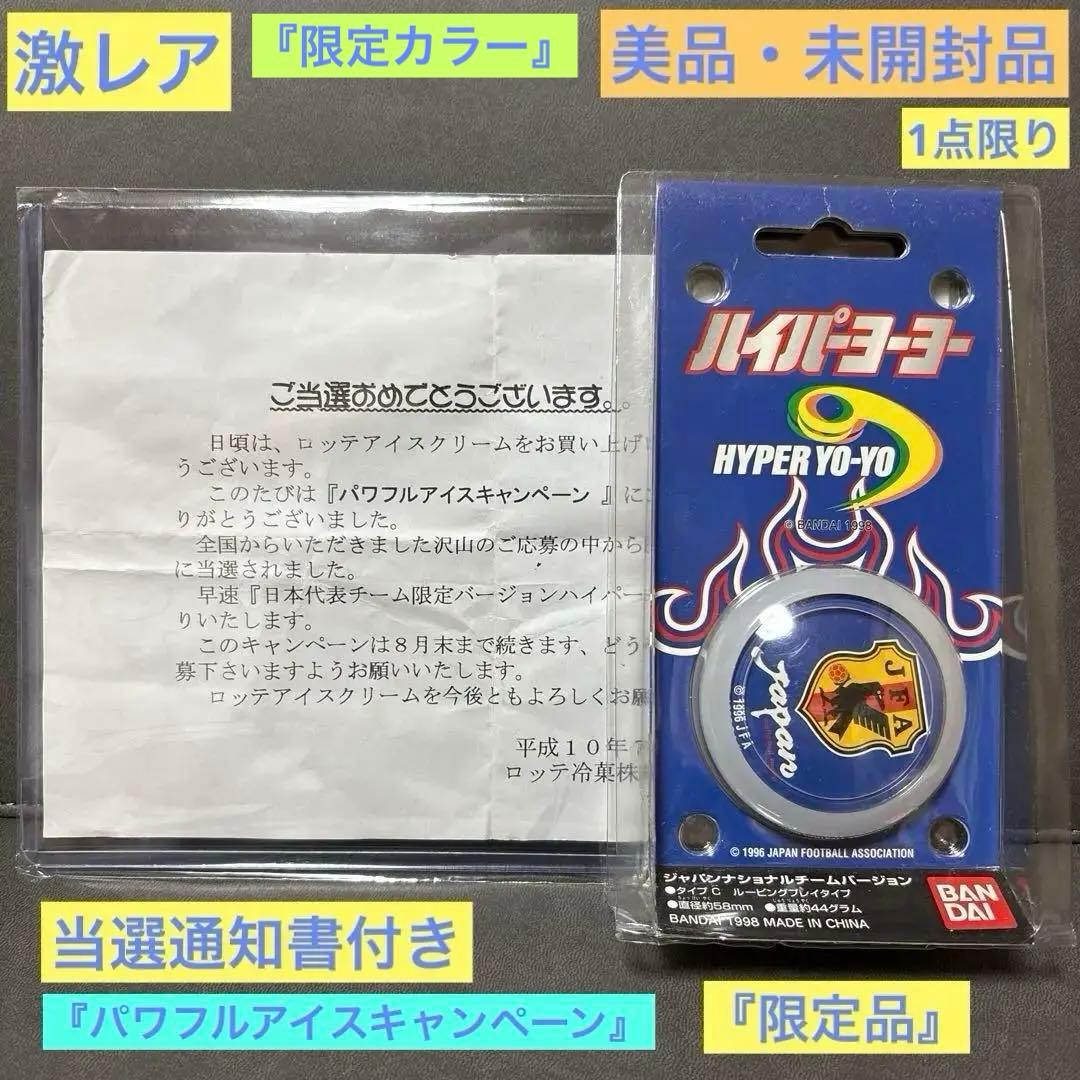 激レア
『限定カラー』
美品・未開封品
1点限り
ご当選おめでとうございます。
日頃は、ロッテアイスクリームをお買い上げ
うございます。
このたびは『パワフルアイスキャンペーン 』に
りがとうございました。
全国からいただきました沢山のご応募の中から
に当選されました。
早速『日本代表チーム限定バージョンハイパー
りいたします。
このキャンペーンは8月末まで続きます、どう
募下さいますようお願いいたします。
ロッテアイスクリームを今後ともよろしくお願
平成10年
ロッテ冷菓株
ハイパーヨーヨー
HYPER YO-YO
© BANDAI 1998
JFA
Japan
© 1996 JFA
© 1996 JAPAN FOOTBALL ASSOCIATION
ジャパンナショナルチームバージョン
●タイプC ルーピングプレイタイプ
●直径約58mm ●重量約44グラム
BANDAI 1998 MADE IN CHINA
BAN
DAI
当選通知書付き
『パワフルアイスキャンペーン』
『限定品』